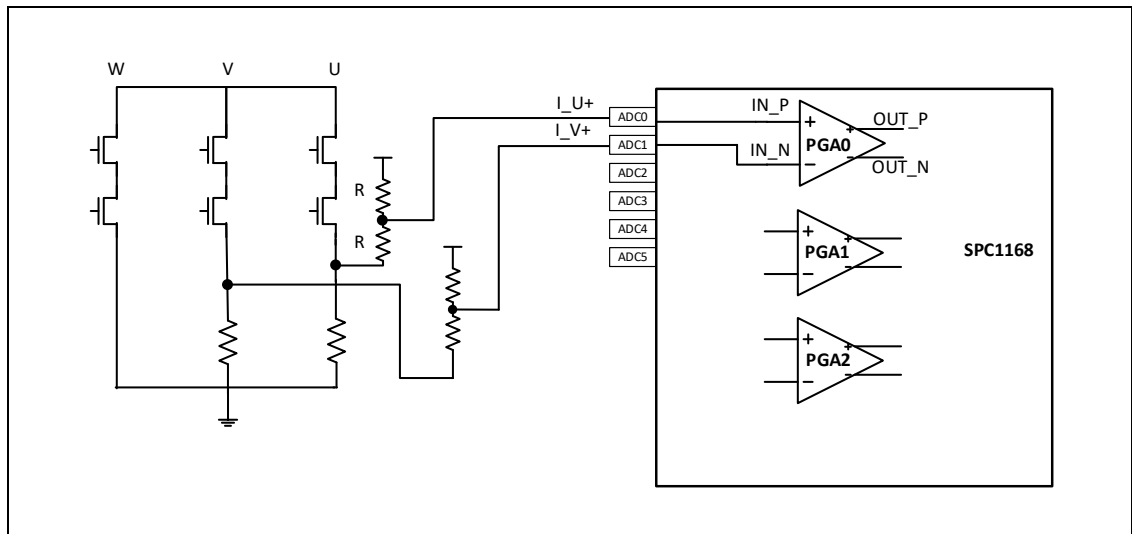 W V U
I_U+
I_V+
ADC0
ADC1
ADC2
ADC3
ADC4
ADC5
R
R
IN_P
IN_N
+
−
PGA0
+
-
OUT_P
OUT_N
+
−
PGA1
+
-
SPC1168
+
−
PGA2
+
-